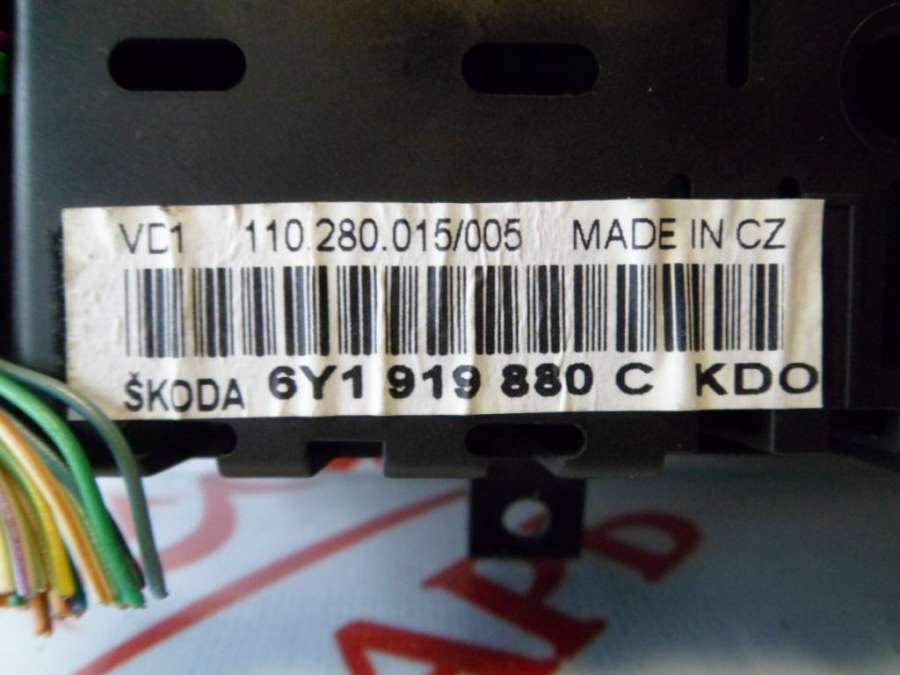 VD1 110.280.015/005 MADE IN CZ
ŠKODA 6Y1 919 880 C KDO